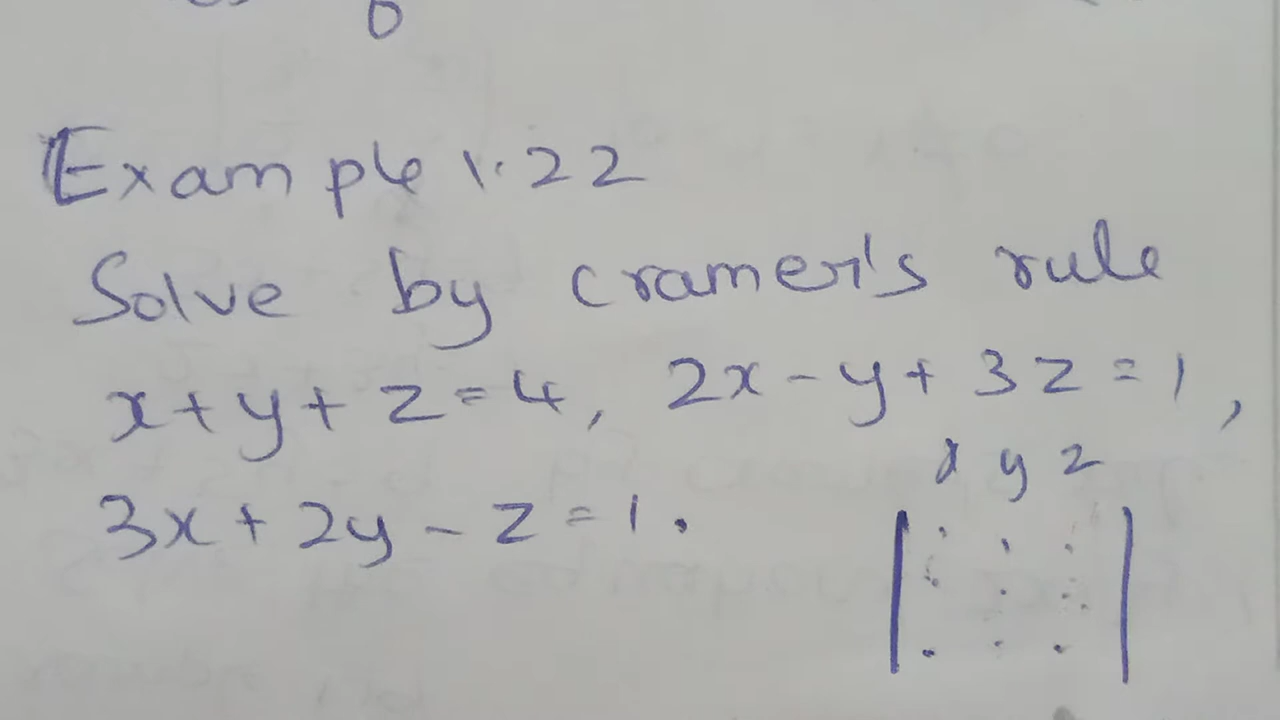 Example 1.22
Solve by cramer's rule
x+y+z=4, 2x-y+3z=1,
x y z
3x+2y-z=1.